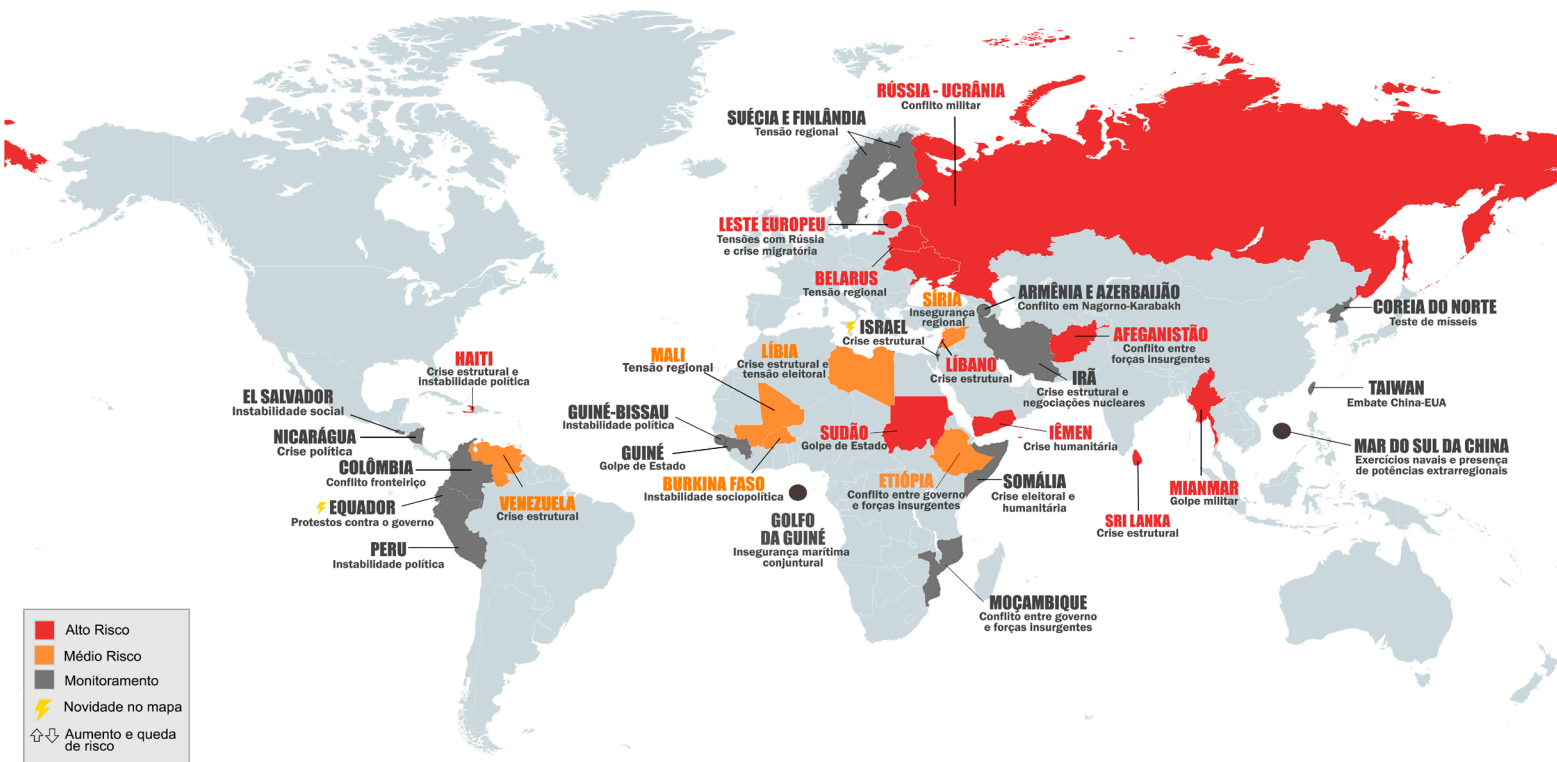 RÚSSIA - UCRÂNIA
Conflito militar
SUÉCIA E FINLÂNDIA
Tensão regional
LESTE EUROPEU
Tensões com Rússia
e crise migratória
BELARUS
Tensão regional
SÍRIA
Insegurança
regional
ARMÊNIA E AZERBAIJÃO
Conflito em Nagorno-Karabakh
COREIA DO NORTE
Teste de mísseis
ISRAEL
Crise estrutural
AFEGANISTÃO
Conflito entre
forças insurgentes
HAITI
Crise estrutural e
Instabilidade política
MALI
Tensão regional
LÍBIA
Crise estrutural e
tensão eleitoral
LÍBANO
Crise estrutural
IRÃ
Crise estrutural e
negociações nucleares
TAIWAN
Embate China-EUA
EL SALVADOR
Instabilidade social
GUINÉ-BISSAU
Instabilidade política
NICARÁGUA
Crise política
SUDÃO
Golpe de Estado
IÊMEN
Crise humanitária
MAR DO SUL DA CHINA
Exercícios navais e presença
de potências extrarregionais
GUINÉ
Golpe de Estado
COLÔMBIA
Conflito fronteiriço
BURKINA FASO
Instabilidade sociopolítica
ETIÓPIA
Conflito entre governo
e forças insurgentes
SOMÁLIA
Crise eleitoral e
humanitária
MIANMAR
Golpe militar
EQUADOR
Protestos contra o governo
VENEZUELA
Crise estrutural
GOLFO
DA GUINÉ
Insegurança marítima
conjuntural
SRI LANKA
Crise estrutural
PERU
Instabilidade política
MOÇAMBIQUE
Conflito entre governo
e forças insurgentes
Alto Risco
Médio Risco
Monitoramento
Novidade no mapa
Aumento e queda
de risco